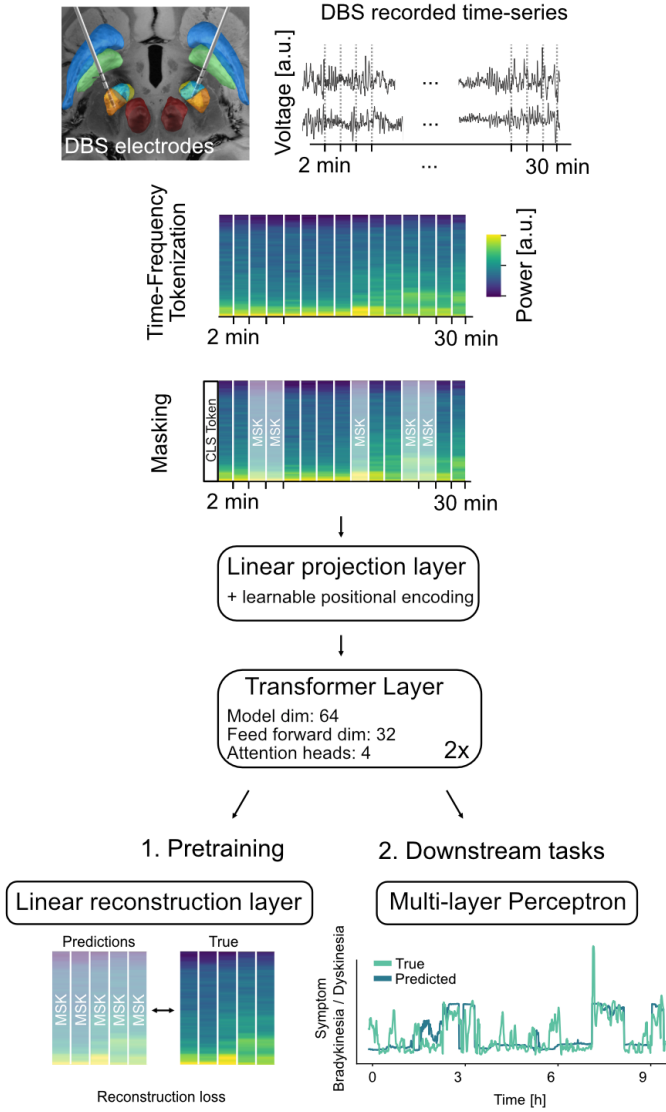 DBS recorded time-series
DBS electrodes
Voltage [a.u.]
...
2 min
...
30 min
Time-Frequency
Tokenization
Power [a.u.]
2 min
30 min
Masking
CLS Token
MSK
MSK
MSK
MSK
MSK
2 min
30 min
Linear projection layer
+ learnable positional encoding
Transformer Layer
Model dim: 64
Feed forward dim: 32
Attention heads: 4
2x
1. Pretraining
2. Downstream tasks
Linear reconstruction layer
Multi-layer Perceptron
Predictions
True
MSK
MSK
MSK
MSK
MSK
Reconstruction loss
Symptom
Bradykinesia / Dyskinesia
True
Predicted
0
3
6
9
Time [h]